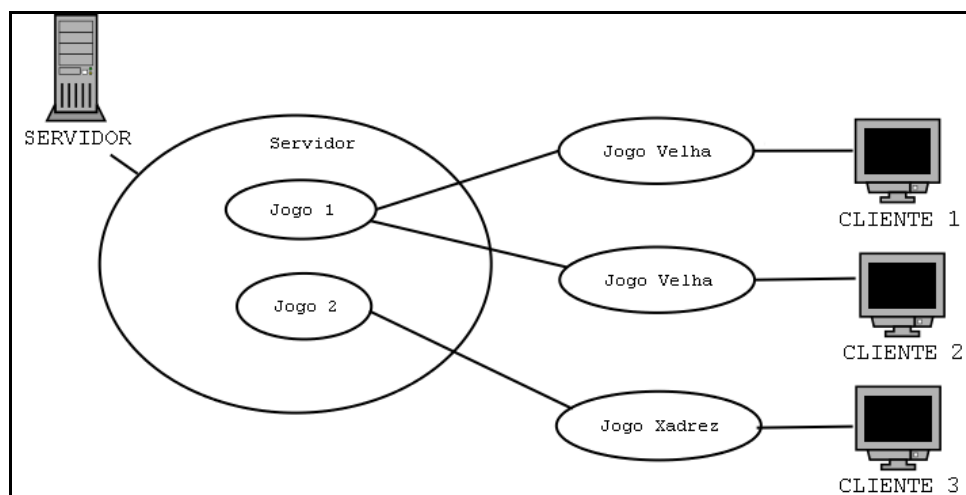 SERVIDOR
Servidor
Jogo 1
Jogo 2
Jogo Velha
CLIENTE 1
Jogo Velha
CLIENTE 2
Jogo Xadrez
CLIENTE 3